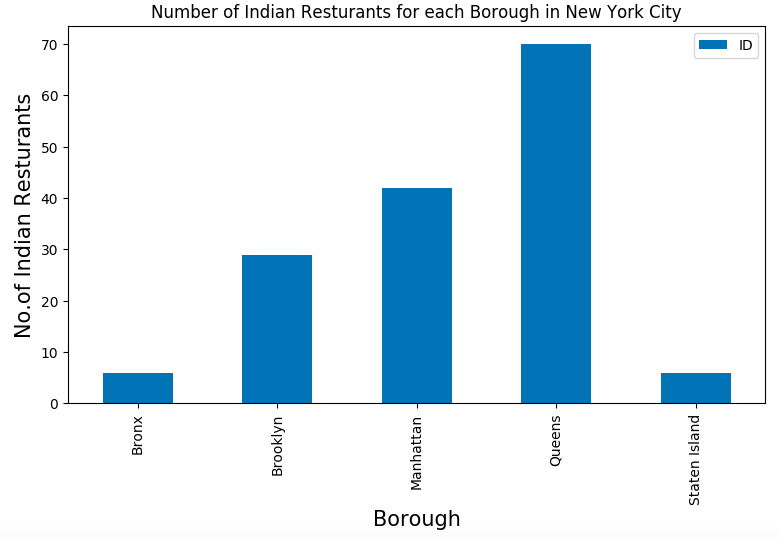 Number of Indian Resturants for each Borough in New York City
ID
No.of Indian Resturants
70
60
50
40
30
20
10
0
Bronx
Brooklyn
Manhattan
Queens
Staten Island
Borough